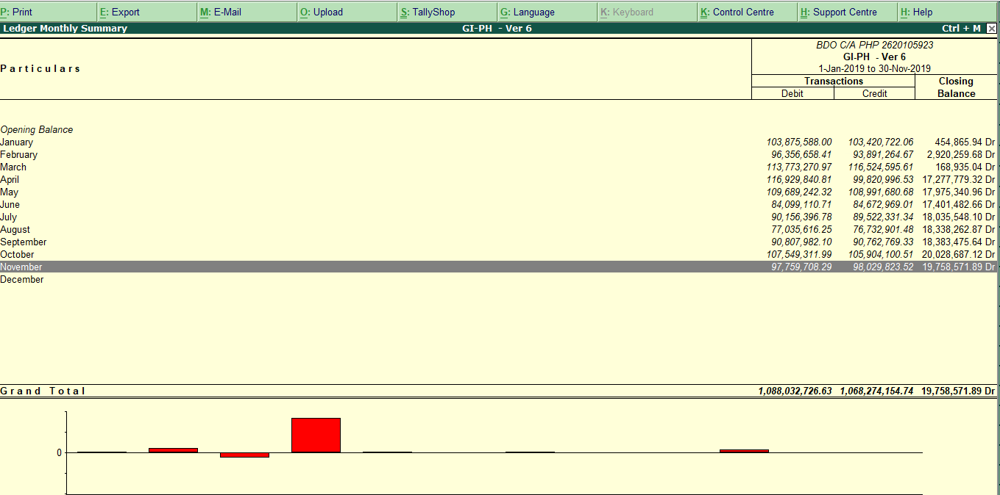 P: Print E: Export M: E-Mail O: Upload S: TallyShop G: Language K: Keyboard K: Control Centre H: Support Centre H: Help
Ledger Monthly Summary GI-PH - Ver 6 Ctrl + M
BDO C/A PHP 2620105923
GI-PH - Ver 6
Particulars 1-Jan-2019 to 30-Nov-2019
Transactions Closing
Debit Credit Balance
Opening Balance
January 103,875,588.00 103,420,722.06 454,865.94 Dr
February 96,356,658.41 93,891,264.67 2,920,259.68 Dr
March 113,773,270.97 116,524,595.61 168,935.04 Dr
April 116,929,840.81 99,820,996.53 17,277,779.32 Dr
May 109,689,242.32 108,991,680.68 17,975,340.96 Dr
June 84,099,110.71 84,672,969.01 17,401,482.66 Dr
July 90,156,396.78 89,522,331.34 18,035,548.10 Dr
August 77,035,616.25 76,732,901.48 18,338,262.87 Dr
September 90,807,982.10 90,762,769.33 18,383,475.64 Dr
October 107,549,311.99 105,904,100.51 20,028,687.12 Dr
November 97,759,708.29 98,029,823.52 19,758,571.89 Dr
December
Grand Total 1,088,032,726.63 1,068,274,154.74 19,758,571.89 Dr
0